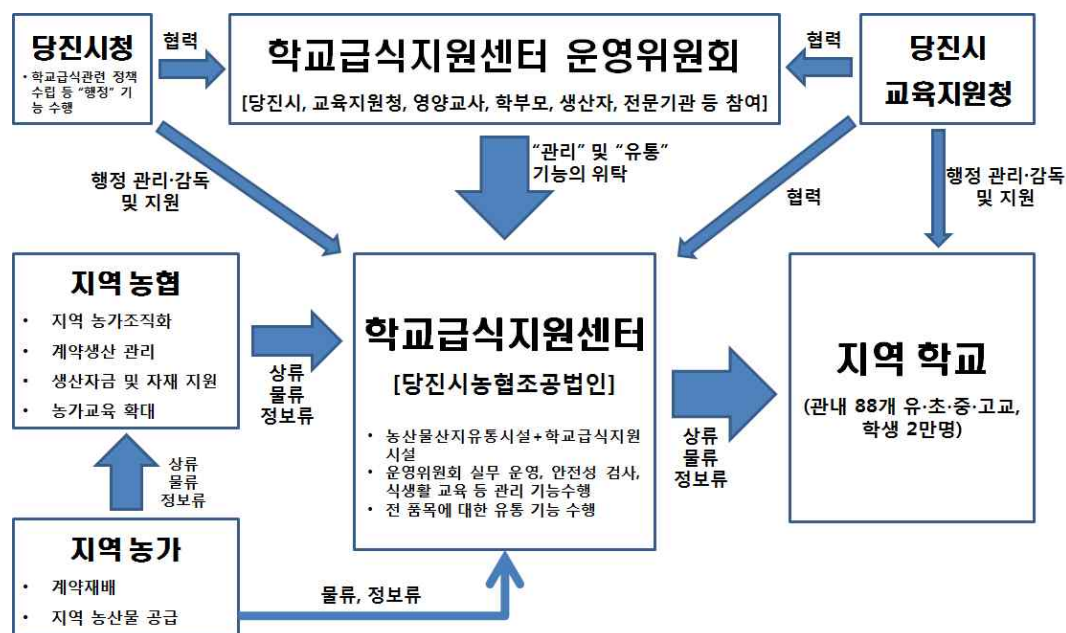 당진시청
• 학교급식관련 정책
수립 등 “행정” 기
능 수행
협력
학교급식지원센터 운영위원회
[당진시, 교육지원청, 영양교사, 학부모, 생산자, 전문기관 등 참여]
협력
당진시
교육지원청
“관리” 및 “유통”
기능의 위탁
행정 관리·감독
및 지원
협력
행정 관리·감독
및 지원
지역 농협
• 지역 농가조직화
• 계약생산 관리
• 생산자금 및 자재 지원
• 농가교육 확대
상류
물류
정보류
학교급식지원센터
[당진시농협조공법인]
• 농산물산지유통시설+학교급식지원
시설
• 운영위원회 실무 운영, 안전성 검사,
식생활 교육 등 관리 기능수행
• 전 품목에 대한 유통 기능 수행
상류
물류
정보류
지역 학교
(관내 88개 유·초·중·고교,
학생 2만명)
상류
물류
정보류
지역 농가
• 계약재배
• 지역 농산물 공급
물류, 정보류